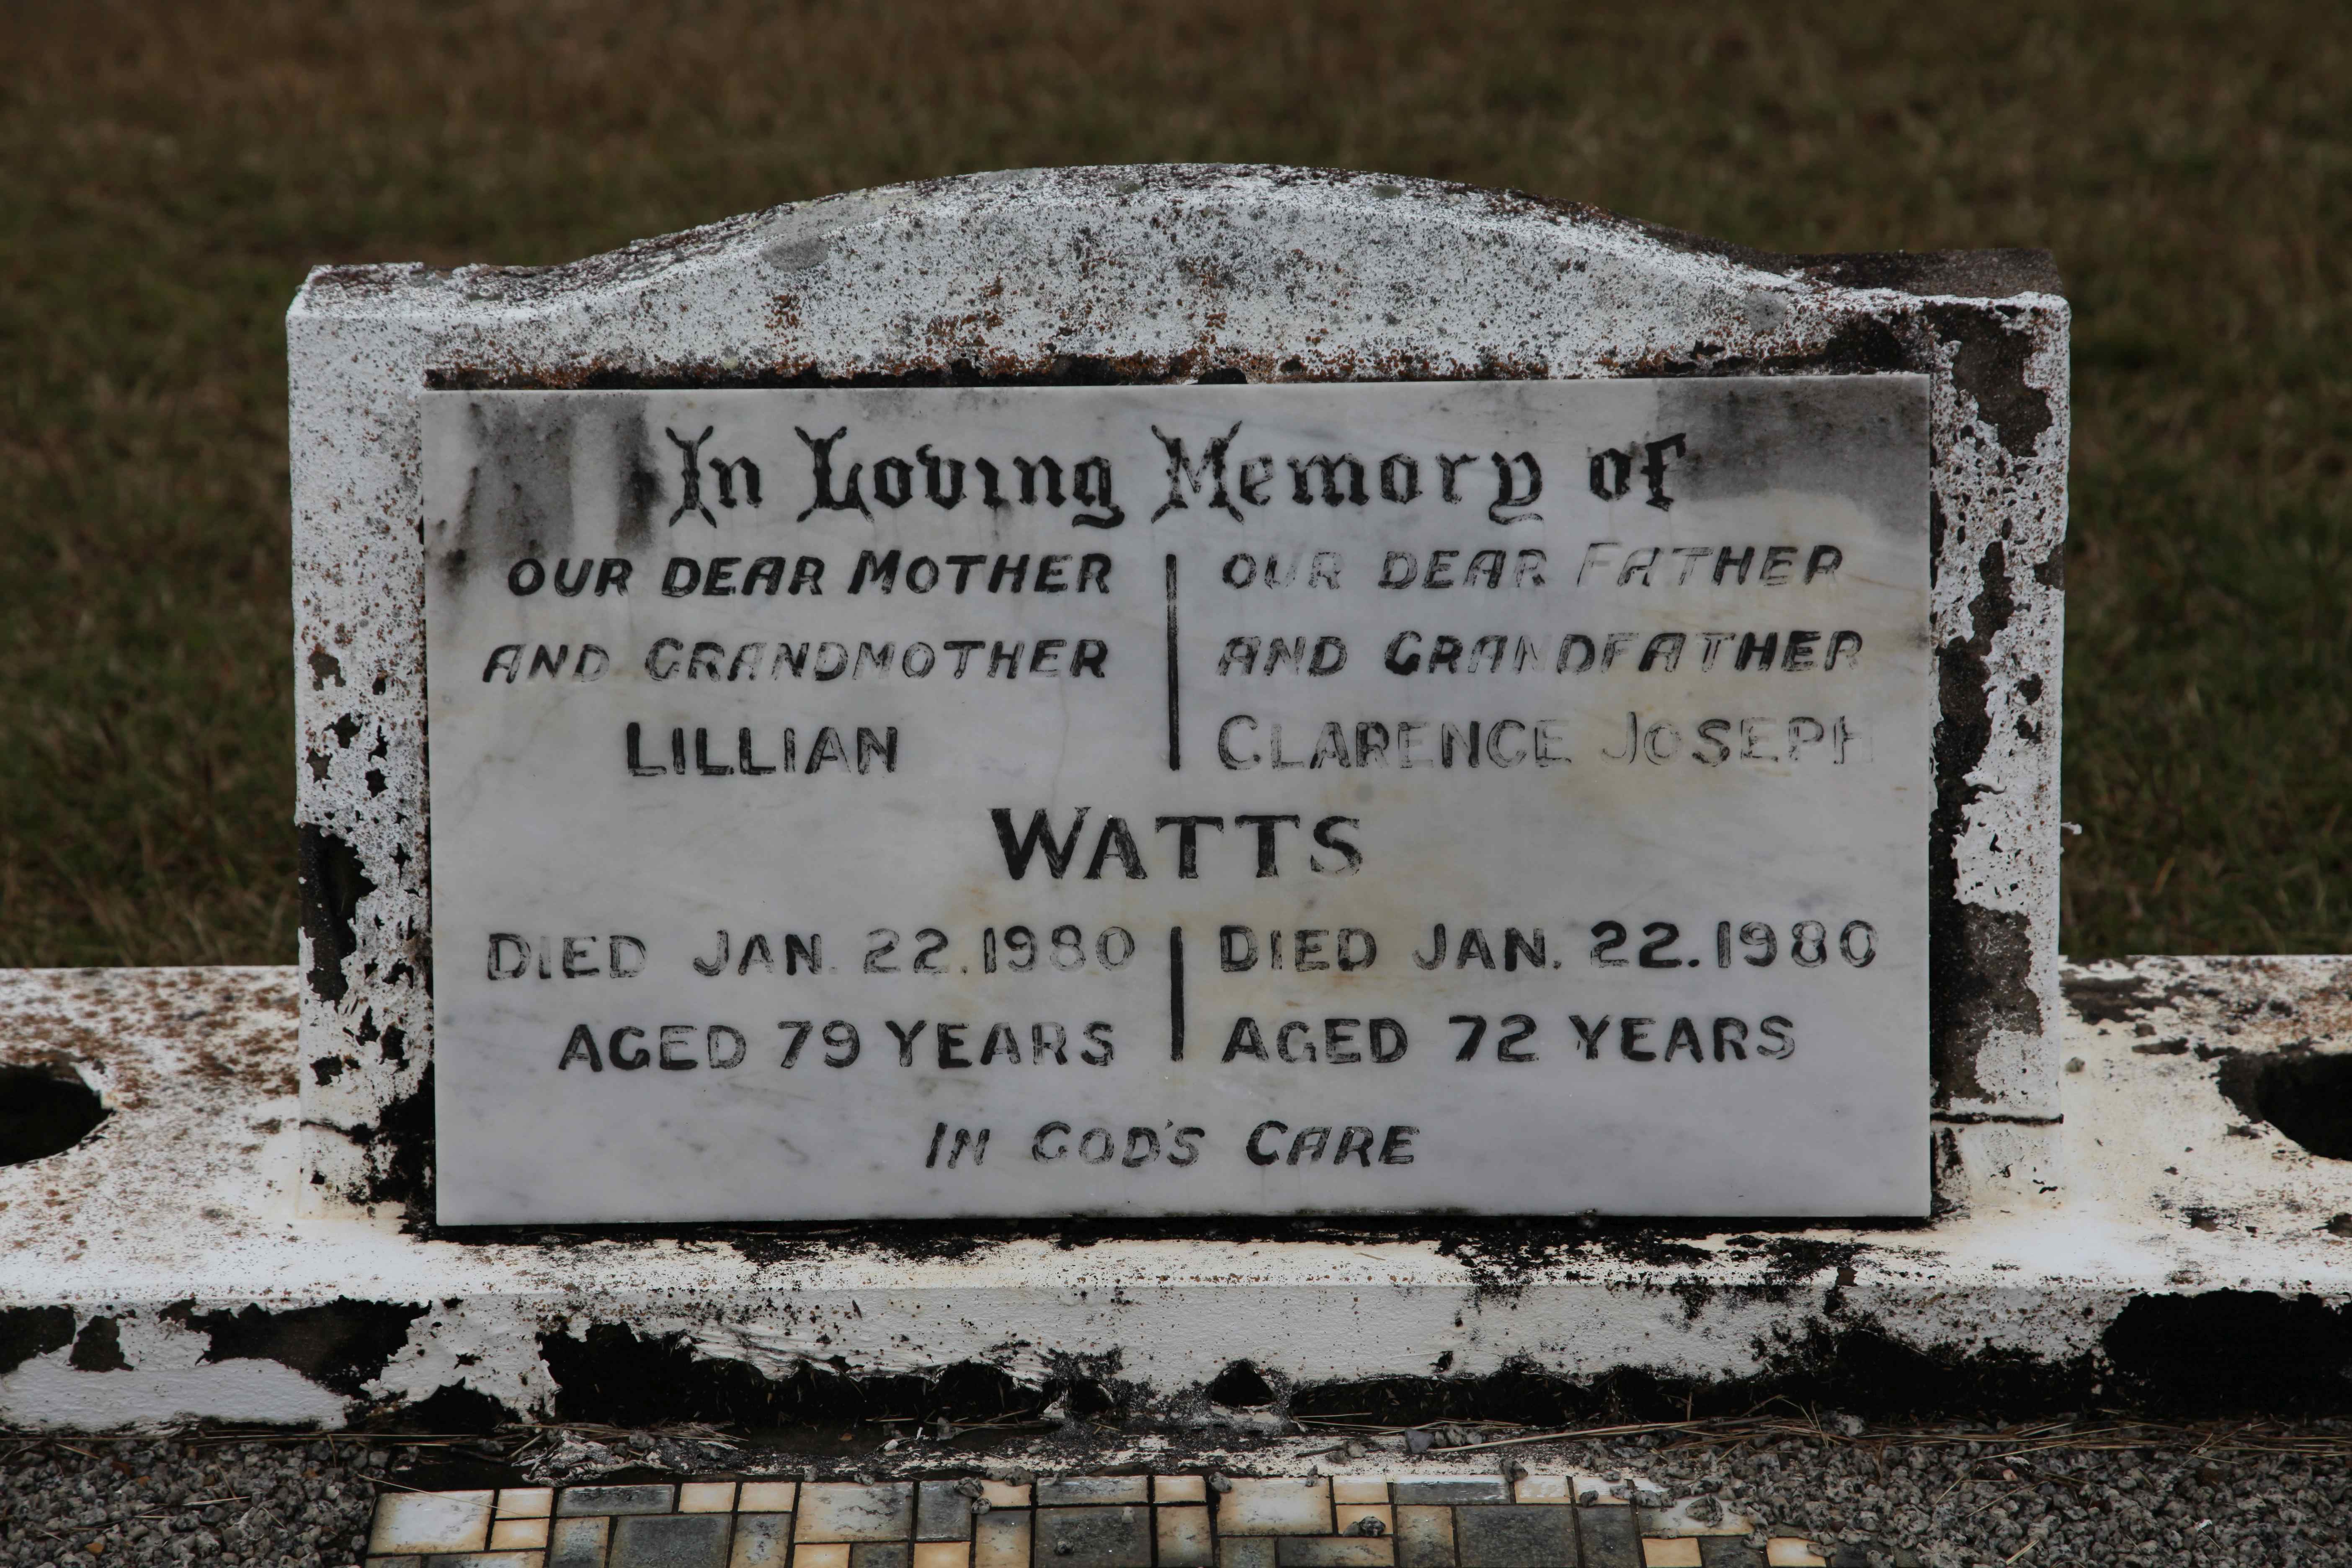 In Loving Memory of
OUR DEAR MOTHER
AND GRANDMOTHER
LILLIAN
OUR DEAR FATHER
AND GRANDFATHER
CLARENCE JOSEPH
WATTS
DIED JAN. 22.1980
AGED 79 YEARS
DIED JAN. 22.1980
AGED 72 YEARS
IN GOD'S CARE